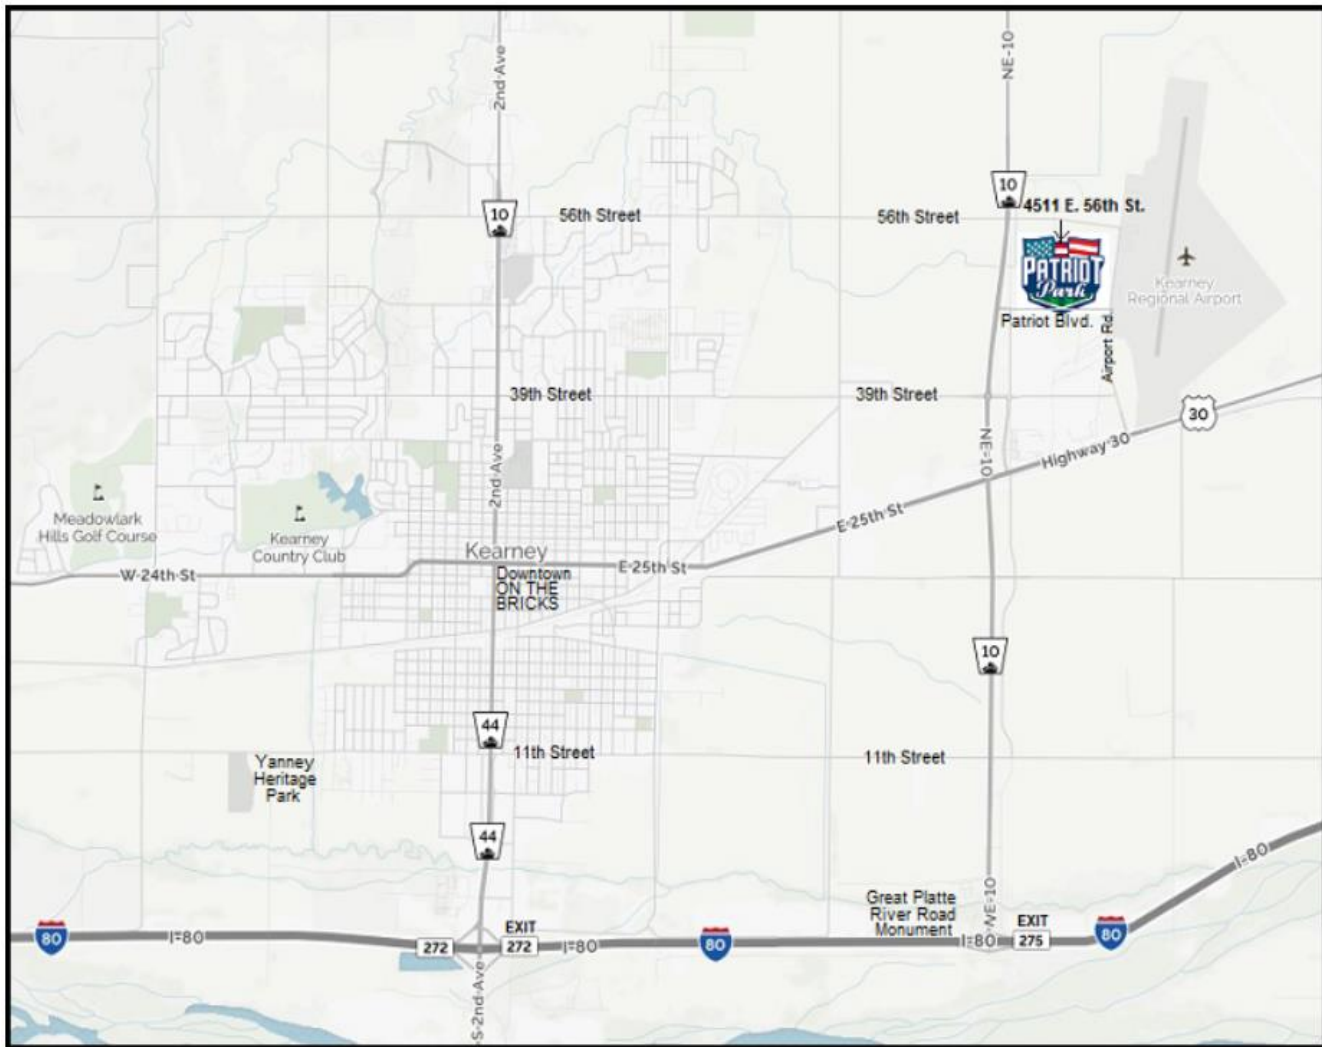 2nd Ave
NE-10
10
10
4511 E. 56th St.
56th Street
56th Street
PATRIOT
Park
Kearney
Regional Airport
Patriot Blvd.
Airport Rd.
39th Street
39th Street
30
2nd Ave
NE-10
Highway 30
Meadowlark
Hills Golf Course
Kearney
Country Club
E 25th St
Kearney
W 24th St
E 25th St
Downtown
ON THE
BRICKS
10
44
11th Street
11th Street
Yanney
Heritage
Park
44
I-80
Great Platte
River Road
Monument
NE-10
EXIT
EXIT
80
I-80
272
272
I-80
80
I-80
275
80
S 2nd Ave